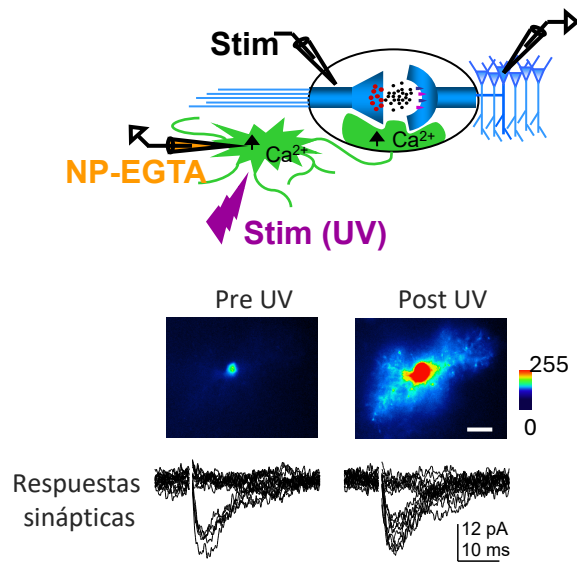 Stim
Ca²⁺
Ca²⁺
NP-EGTA
Stim (UV)
Pre UV
Post UV
255
0
Respuestas
sinápticas
12 pA
10 ms